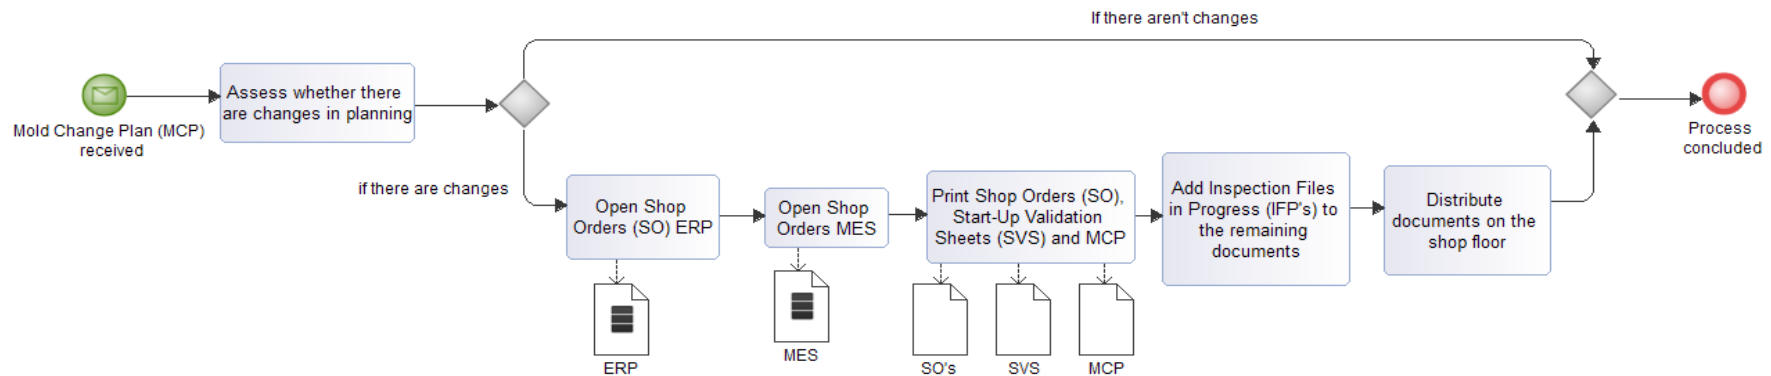 If there aren't changes
Mold Change Plan (MCP)
received
Assess whether there
are changes in planning
if there are changes
Open Shop
Orders (SO) ERP
ERP
Open Shop
Orders MES
MES
Print Shop Orders (SO),
Start-Up Validation
Sheets (SVS) and MCP
SO's
SVS
MCP
Add Inspection Files
in Progress (IFP's) to
the remaining
documents
Distribute
documents on the
shop floor
Process
concluded